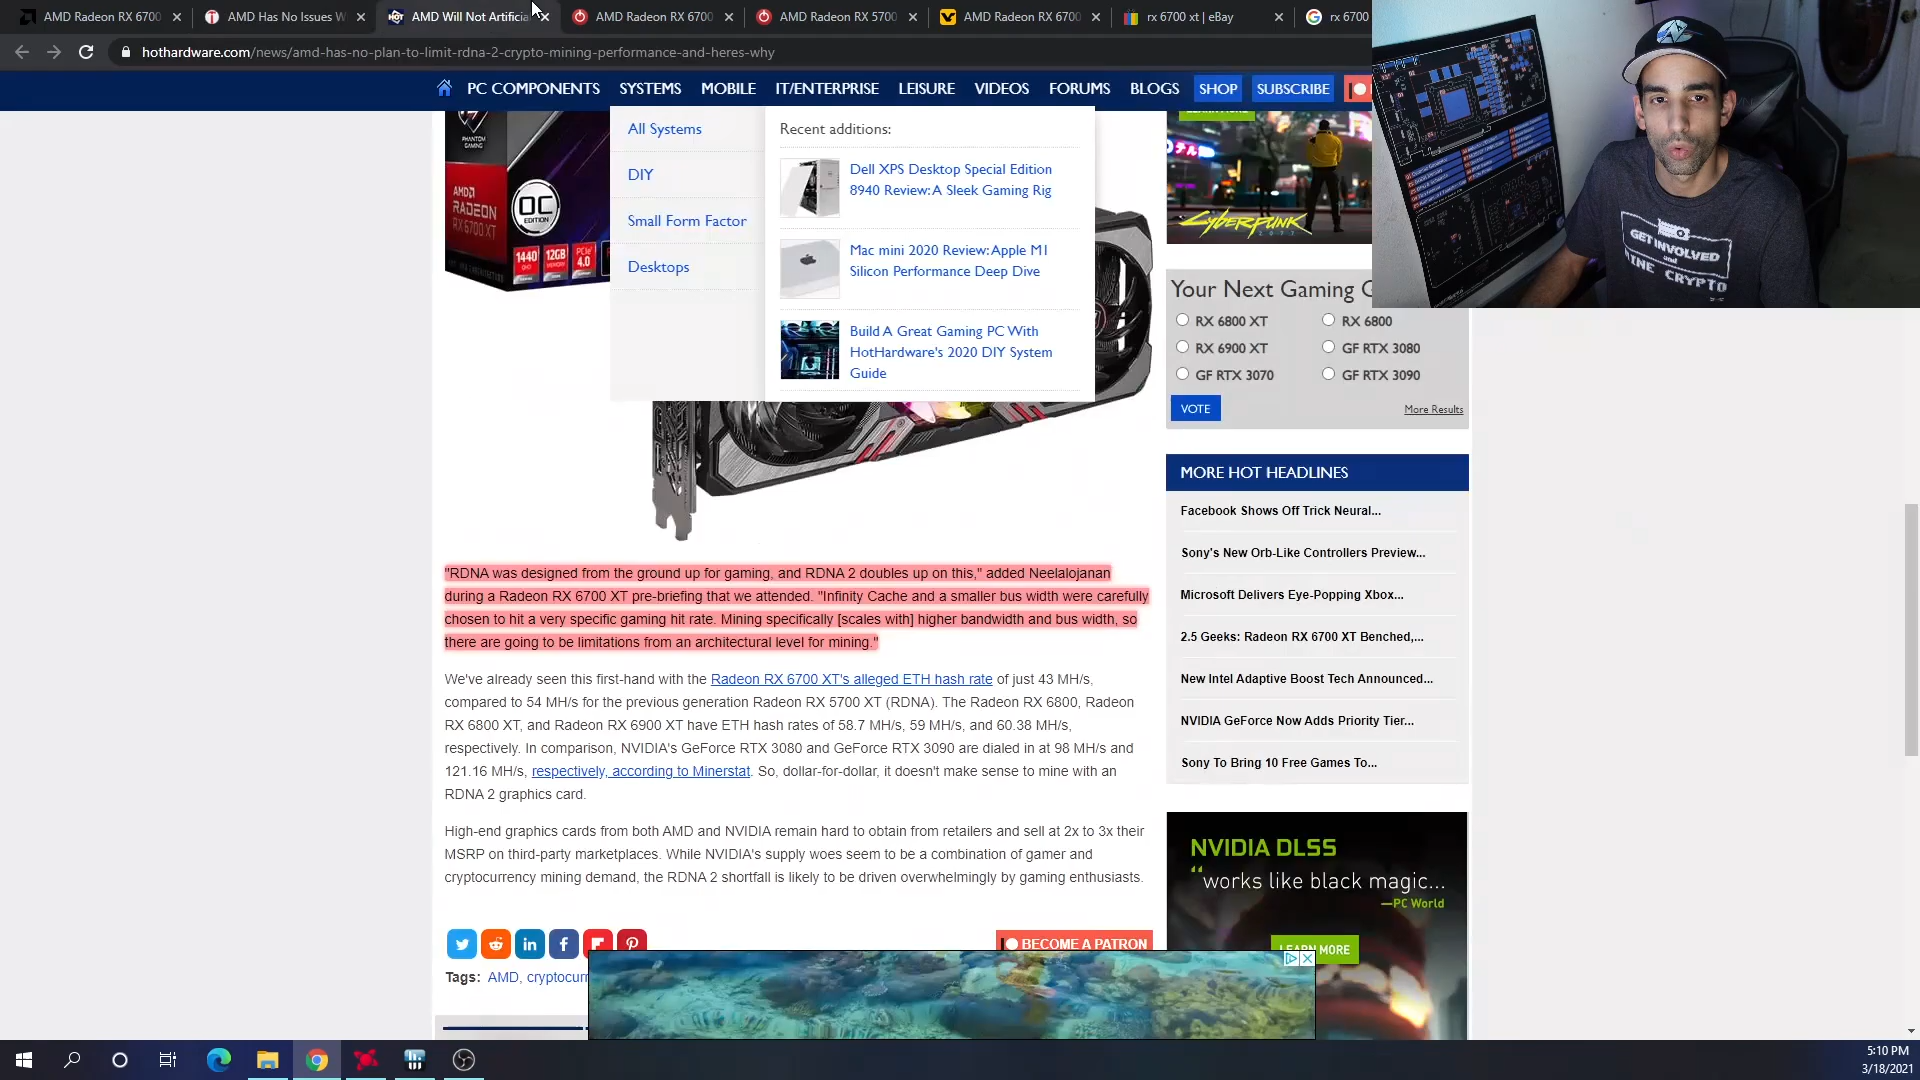 AMD Radeon RX 6700
AMD Has No Issues W
HOT
AMD Will Not Artificia
AMD Radeon RX 6700
AMD Radeon RX 5700
AMD Radeon RX 6700
rx 6700 xt | eBay
rx 6700
hothardware.com/news/amd-has-no-plan-to-limit-rdna-2-crypto-mining-performance-and-heres-why
PC COMPONENTS
SYSTEMS
MOBILE
IT/ENTERPRISE
LEISURE
VIDEOS
FORUMS
BLOGS
SHOP
SUBSCRIBE
All Systems
DIY
Small Form Factor
Desktops
Recent additions:
Dell XPS Desktop Special Edition
8940 Review: A Sleek Gaming Rig
Mac mini 2020 Review: Apple M1
Silicon Performance Deep Dive
Build A Great Gaming PC With
HotHardware's 2020 DIY System
Guide
PHANTOM
GAMING
AMD
RADEON
RX 6700 XT
OC
EDITION
1440
12GB
PCIe
4.0
LEARN MORE
Cyberpunk
2077
GET INVOLVED
and
MINE CRYPTO
Your Next Gaming G
RX 6800 XT
RX 6800
RX 6900 XT
GF RTX 3080
GF RTX 3070
GF RTX 3090
VOTE
More Results
MORE HOT HEADLINES
Facebook Shows Off Trick Neural...
Sony's New Orb-Like Controllers Preview...
Microsoft Delivers Eye-Popping Xbox...
2.5 Geeks: Radeon RX 6700 XT Benched,...
New Intel Adaptive Boost Tech Announced...
NVIDIA GeForce Now Adds Priority Tier...
Sony To Bring 10 Free Games To...
"RDNA was designed from the ground up for gaming, and RDNA 2 doubles up on this," added Neelalojanan
during a Radeon RX 6700 XT pre-briefing that we attended. "Infinity Cache and a smaller bus width were carefully
chosen to hit a very specific gaming hit rate. Mining specifically [scales with] higher bandwidth and bus width, so
there are going to be limitations from an architectural level for mining."
We've already seen this first-hand with the Radeon RX 6700 XT's alleged ETH hash rate of just 43 MH/s,
compared to 54 MH/s for the previous generation Radeon RX 5700 XT (RDNA). The Radeon RX 6800, Radeon
RX 6800 XT, and Radeon RX 6900 XT have ETH hash rates of 58.7 MH/s, 59 MH/s, and 60.38 MH/s,
respectively. In comparison, NVIDIA's GeForce RTX 3080 and GeForce RTX 3090 are dialed in at 98 MH/s and
121.16 MH/s, respectively, according to Minerstat. So, dollar-for-dollar, it doesn't make sense to mine with an
RDNA 2 graphics card.
High-end graphics cards from both AMD and NVIDIA remain hard to obtain from retailers and sell at 2x to 3x their
MSRP on third-party marketplaces. While NVIDIA's supply woes seem to be a combination of gamer and
cryptocurrency mining demand, the RDNA 2 shortfall is likely to be driven overwhelmingly by gaming enthusiasts.
BECOME A PATRON
Tags: AMD, cryptocurr
NVIDIA DLSS
"works like black magic...
—PC World
LEARN MORE
5:10 PM
3/18/2021